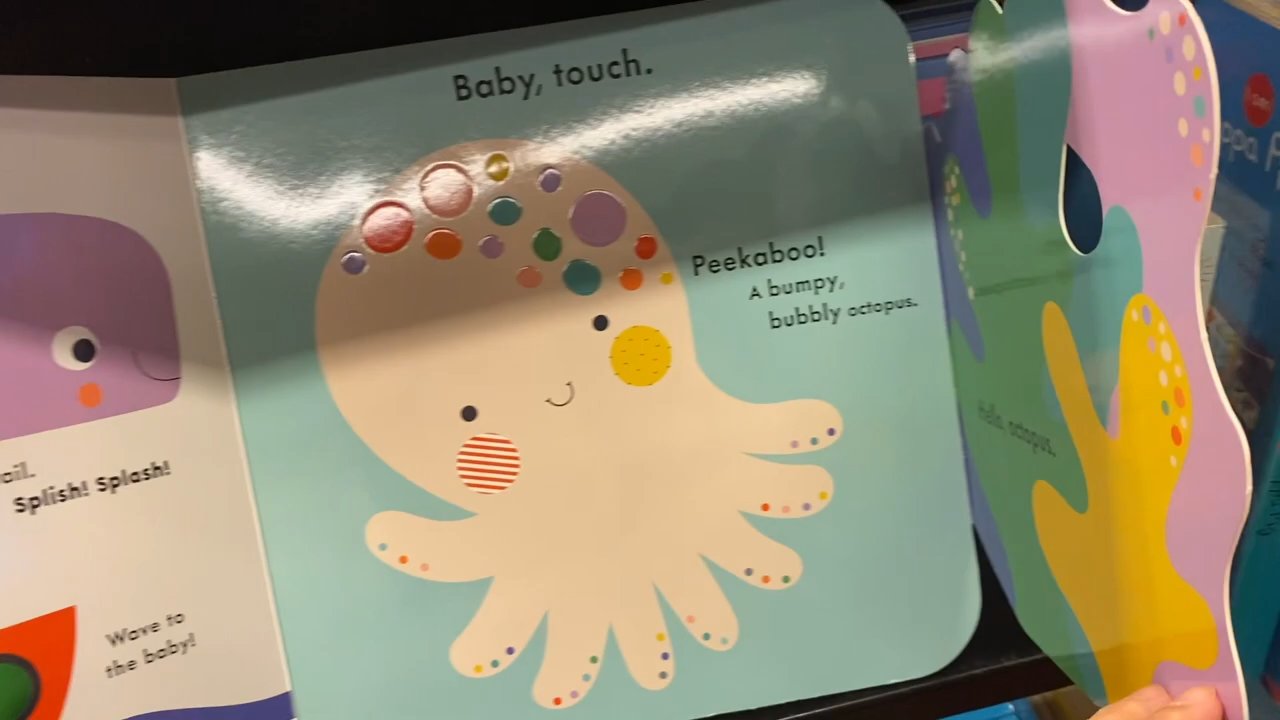 Baby, touch.
Peekaboo!
A bumpy,
bubbly octopus.
Splish! Splash!
Wave to
the baby!
Hello, octopus.